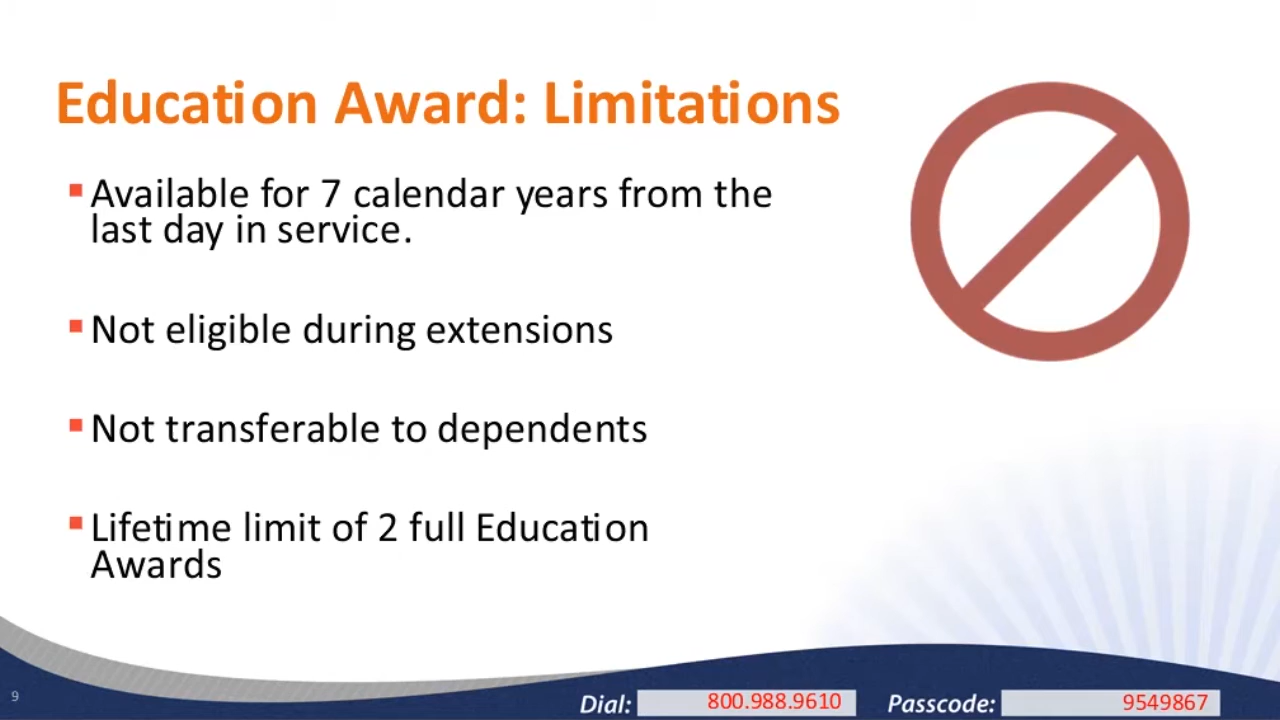 Education Award: Limitations
▪Available for 7 calendar years from the
last day in service.
▪Not eligible during extensions
▪Not transferable to dependents
▪Lifetime limit of 2 full Education
Awards
9
Dial: 800.988.9610 Passcode: 9549867